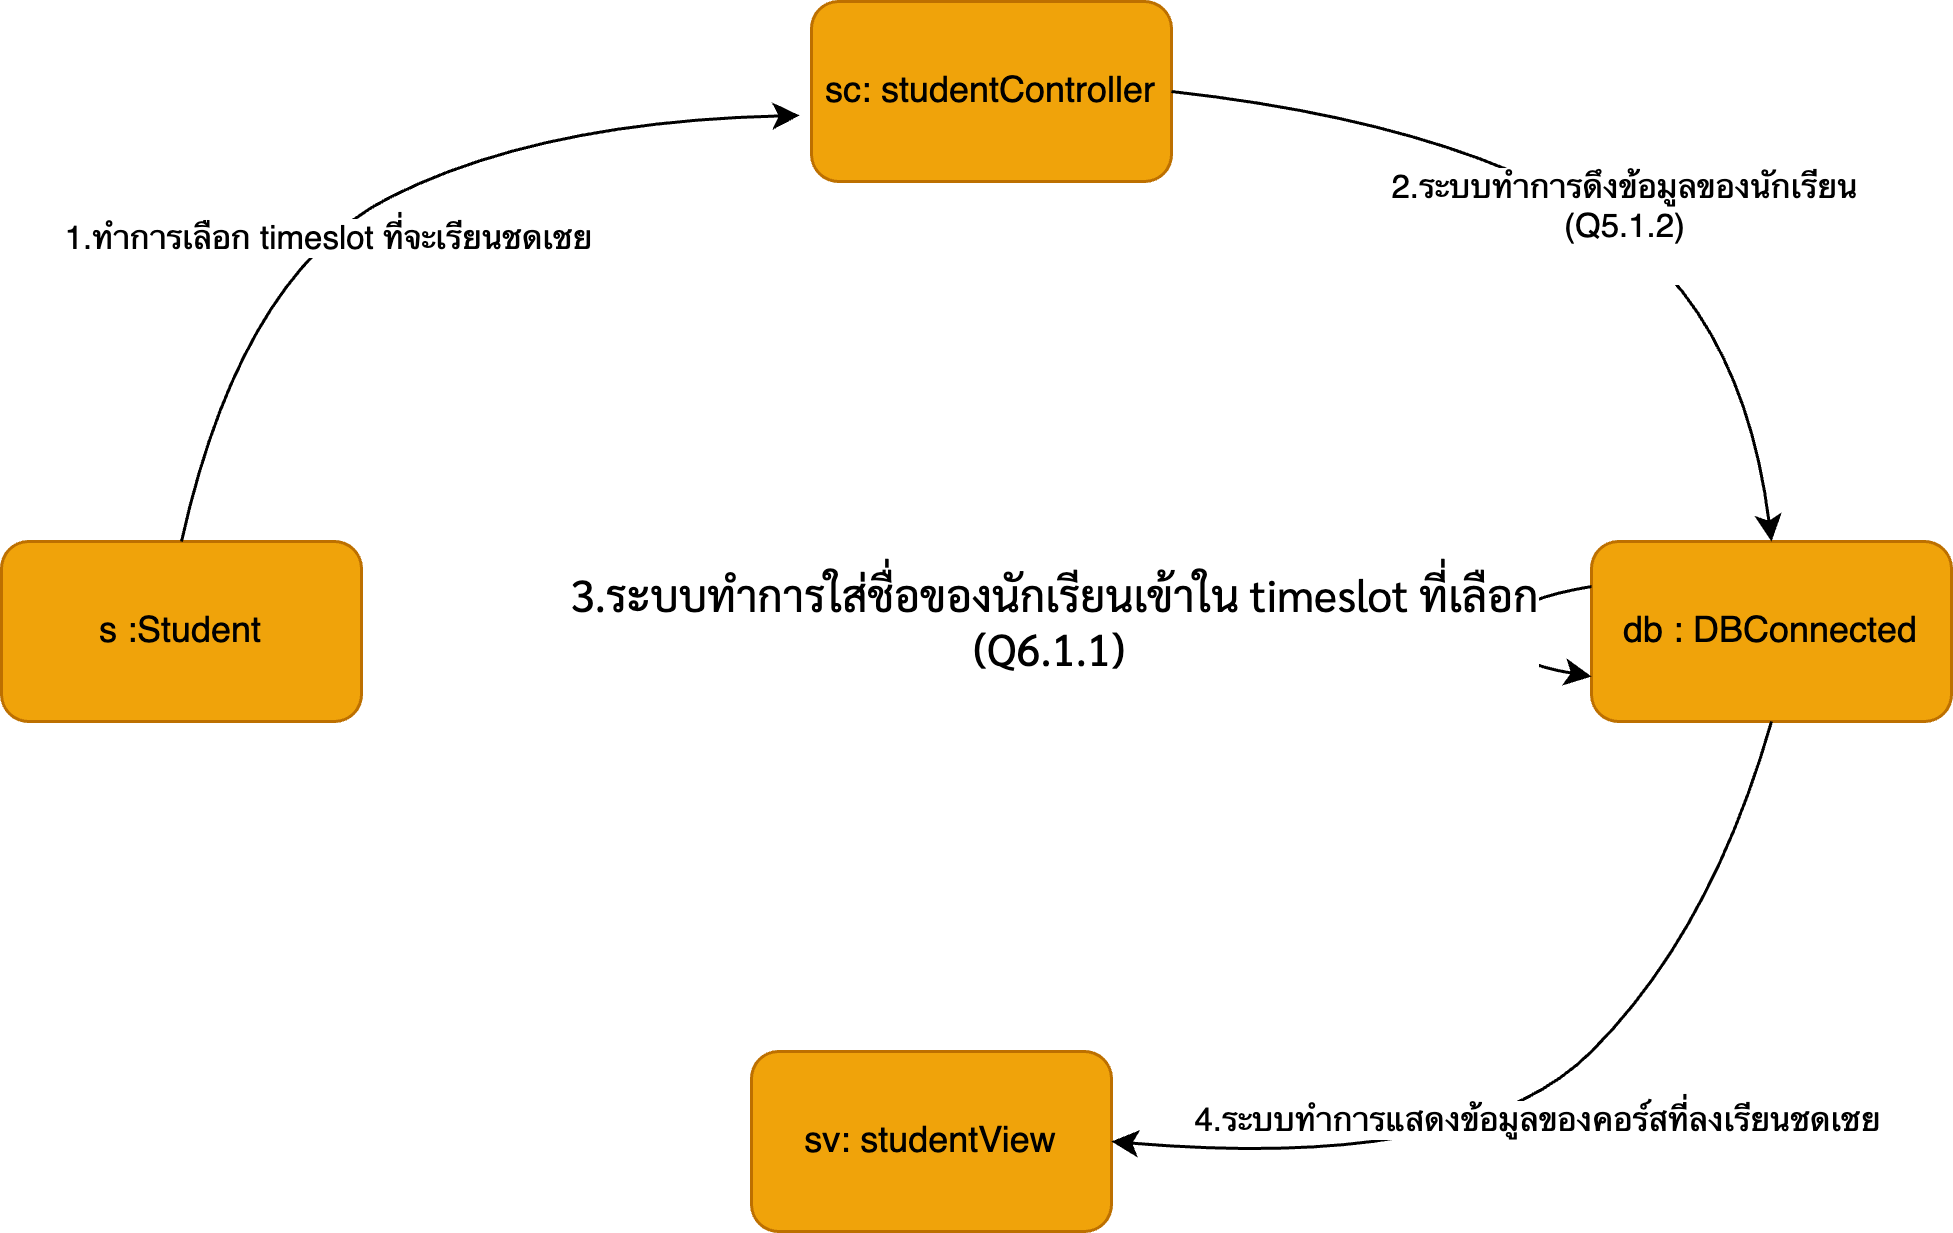 sc: studentController
1.ทำการเลือก timeslot ที่จะเรียนชดเชย
2.ระบบทำการดึงข้อมูลของนักเรียน
(Q5.1.2)
s :Student
3.ระบบทำการใส่ชื่อของนักเรียนเข้าใน timeslot ที่เลือก
(Q6.1.1)
db : DBConnected
4.ระบบทำการแสดงข้อมูลของคอร์สที่ลงเรียนชดเชย
sv: studentView